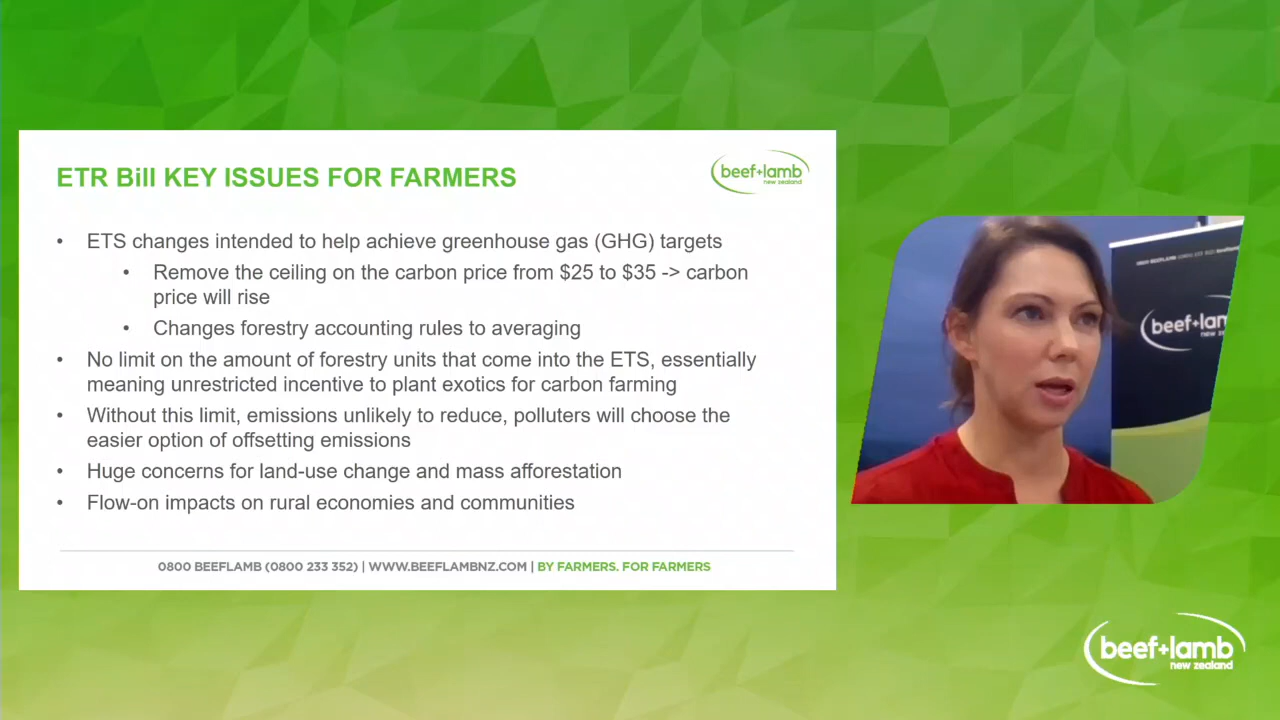 ETR Bill KEY ISSUES FOR FARMERS
beef+lamb
new zealand
• ETS changes intended to help achieve greenhouse gas (GHG) targets
• Remove the ceiling on the carbon price from $25 to $35 -> carbon
price will rise
• Changes forestry accounting rules to averaging
• No limit on the amount of forestry units that come into the ETS, essentially
meaning unrestricted incentive to plant exotics for carbon farming
• Without this limit, emissions unlikely to reduce, polluters will choose the
easier option of offsetting emissions
• Huge concerns for land-use change and mass afforestation
• Flow-on impacts on rural economies and communities
0800 BEEFLAMB (0800 233 352) | WWW.BEEFLAMBNZ.COM | BY FARMERS. FOR FARMERS
beef+lam
beef+lamb
new zealand